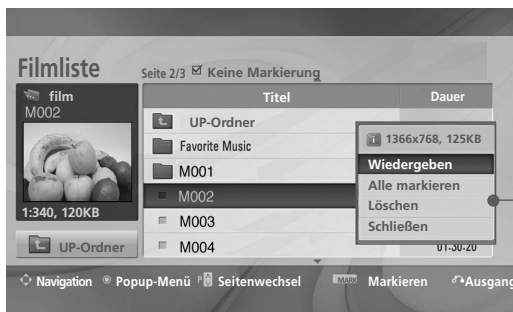 Filmliste
Seite 2/3 Keine Markierung
film
M002
1:340, 120KB
UP-Ordner
Titel Dauer
UP-Ordner
Favorite Music
M001
M002
M003
M004 01:30:20
1366x768, 125KB
Wiedergeben
Alle markieren
Löschen
Schließen
Navigation Popup-Menü P Seitenwechsel MARK Markieren Ausgang